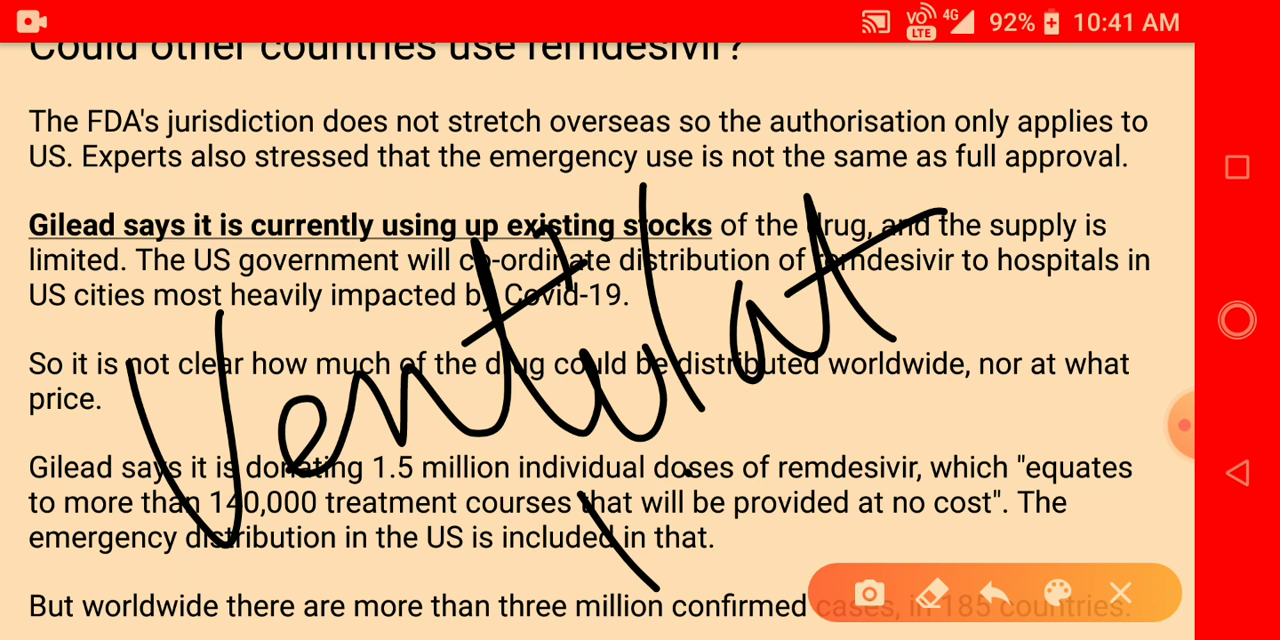 VO 4G LTE 92% 10:41 AM
Could other countries use remdesivir?
The FDA's jurisdiction does not stretch overseas so the authorisation only applies to
US. Experts also stressed that the emergency use is not the same as full approval.
Gilead says it is currently using up existing stocks of the drug, and the supply is
limited. The US government will co-ordinate distribution of remdesivir to hospitals in
US cities most heavily impacted by Covid-19.
So it is not clear how much of the drug could be distributed worldwide, nor at what
price.
Gilead says it is donating 1.5 million individual doses of remdesivir, which "equates
to more than 140,000 treatment courses that will be provided at no cost". The
emergency distribution in the US is included in that.
But worldwide there are more than three million confirmed cases, in 185 countries.
Ventilat